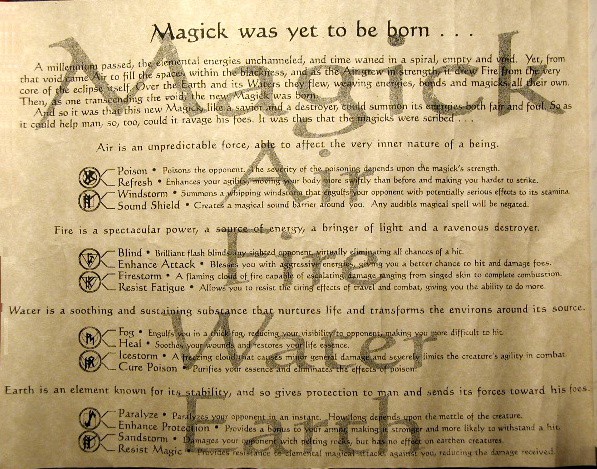 Magick was yet to be born . . .
A millennium passed, the elemental energies unchanneled, and time waned in a spiral, empty and void. Yet, from
that void came Air to fill the spaces within the blackness, and as the Air grew in strength, it drew Fire from the very
core of the eclipse itself. Over the Earth and its Waters they flew, weaving energies, bonds and magicks all their own.
Then, as one transcending the void, the new Magick was born.
And so it was that this new Magick, like a savior and a destroyer, could summon its energies both fair and foul. So as
it could help man, so, too, could it ravage his foes. It was thus that the magicks were scribed . . .
Magick
Air is an unpredictable force, able to affect the very inner nature of a being.
Air
Poison • Poisons the opponent. The severity of the poisoning depends upon the magick's strength.
Refresh • Enhances your agility, moving your body more swiftly than before and making you harder to strike.
Windstorm • Summons a whipping windstorm that engulfs your opponent with potentially serious effects to its stamina.
Sound Shield • Creates a magical sound barrier around you. Any audible magical spell will be negated.
Fire is a spectacular power, a source of energy, a bringer of light and a ravenous destroyer.
Fire
Blind • Brilliant flash blinds any sighted opponent, virtually eliminating all chances of a hit.
Enhance Attack • Blesses you with aggressive energies, giving you a better chance to hit and damage foes.
Firestorm • A flaming cloud of fire capable of escalating damage ranging from singed skin to complete combustion.
Resist Fatigue • Allows you to resist the tiring effects of travel and combat, giving you the ability to do more.
Water is a soothing and sustaining substance that nurtures life and transforms the environs around its source.
Water
Fog • Engulfs you in a thick fog, reducing your visibility to opponent, making you more difficult to hit.
Heal • Soothes your wounds and restores your life essence.
Icestorm • A freezing cloud that causes major general damage and severely limits the creature's agility in combat.
Cure Poison • Purifies your essence and eliminates the effects of poison.
Earth is an element known for its stability, and so gives protection to man and sends its forces toward his foes.
Earth
Paralyze • Paralyzes your opponent in an instant. How long depends upon the mettle of the creature.
Enhance Protection • Provides a bonus to your armor, making it stronger and more likely to withstand a hit.
Sandstorm • Damages your opponent with pelting rocks, but has no effect on earthen creatures.
Resist Magic • Provides resistance to elemental magical attacks against you, reducing the damage received.